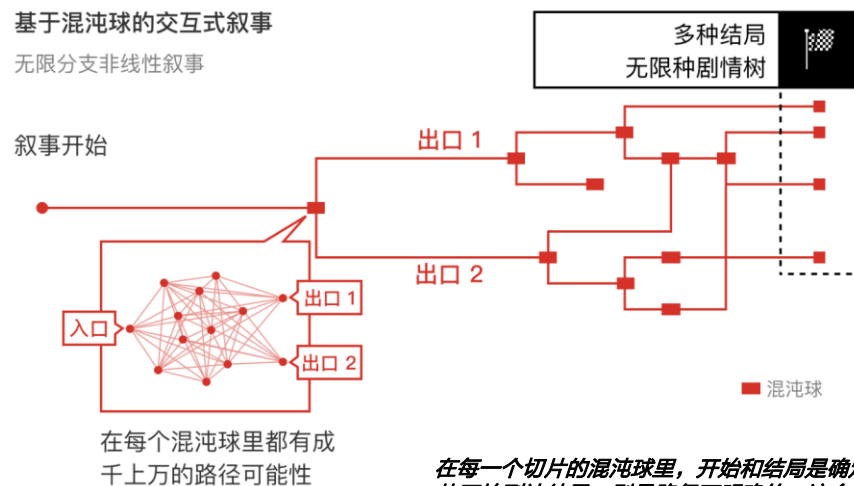 基于混沌球的交互式叙事
无限分支非线性叙事
多种结局
无限种剧情树
叙事开始
出口 1
出口 2
入口
出口 1
出口 2
混沌球
在每个混沌球里都有成
千上万的路径可能性
在每一个切片的混沌球里，开始和结局是确